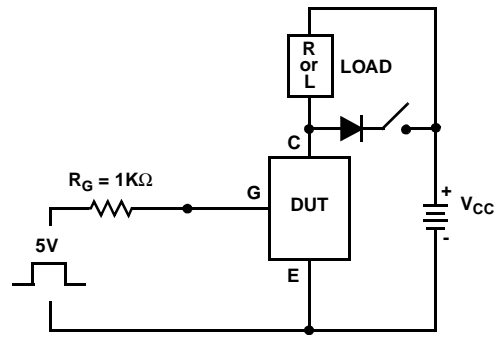 R
or
L
LOAD
C
R_G = 1KΩ
G
DUT
+
V_CC
-
5V
E